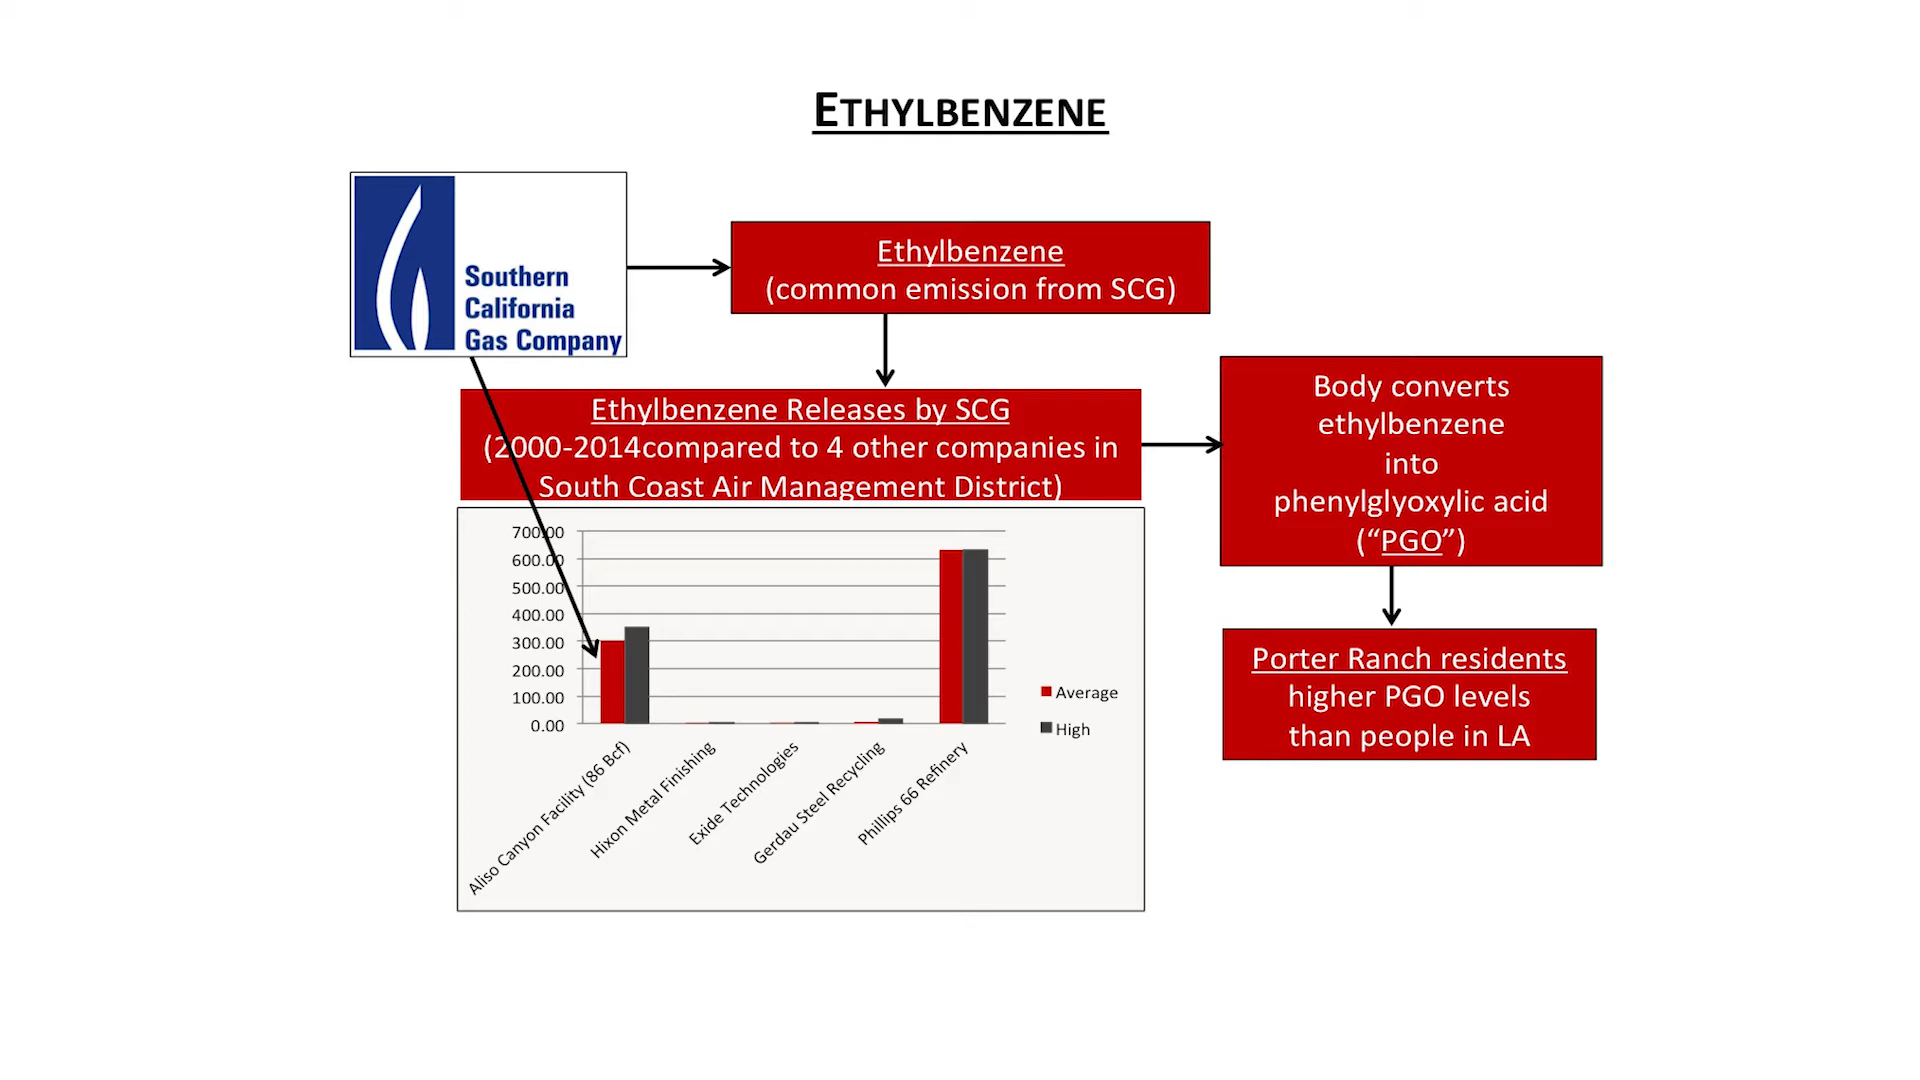 ETHYLBENZENE
Southern
California
Gas Company
Ethylbenzene
(common emission from SCG)
Ethylbenzene Releases by SCG
(2000-2014compared to 4 other companies in
South Coast Air Management District)
Body converts
ethylbenzene
into
phenylglyoxylic acid
(“PGO”)
Porter Ranch residents
higher PGO levels
than people in LA
700.00
600.00
500.00
400.00
300.00
200.00
100.00
0.00
Average
High
Aliso Canyon Facility (86 Bcf)
Hixon Metal Finishing
Exide Technologies
Gerdau Steel Recycling
Phillips 66 Refinery